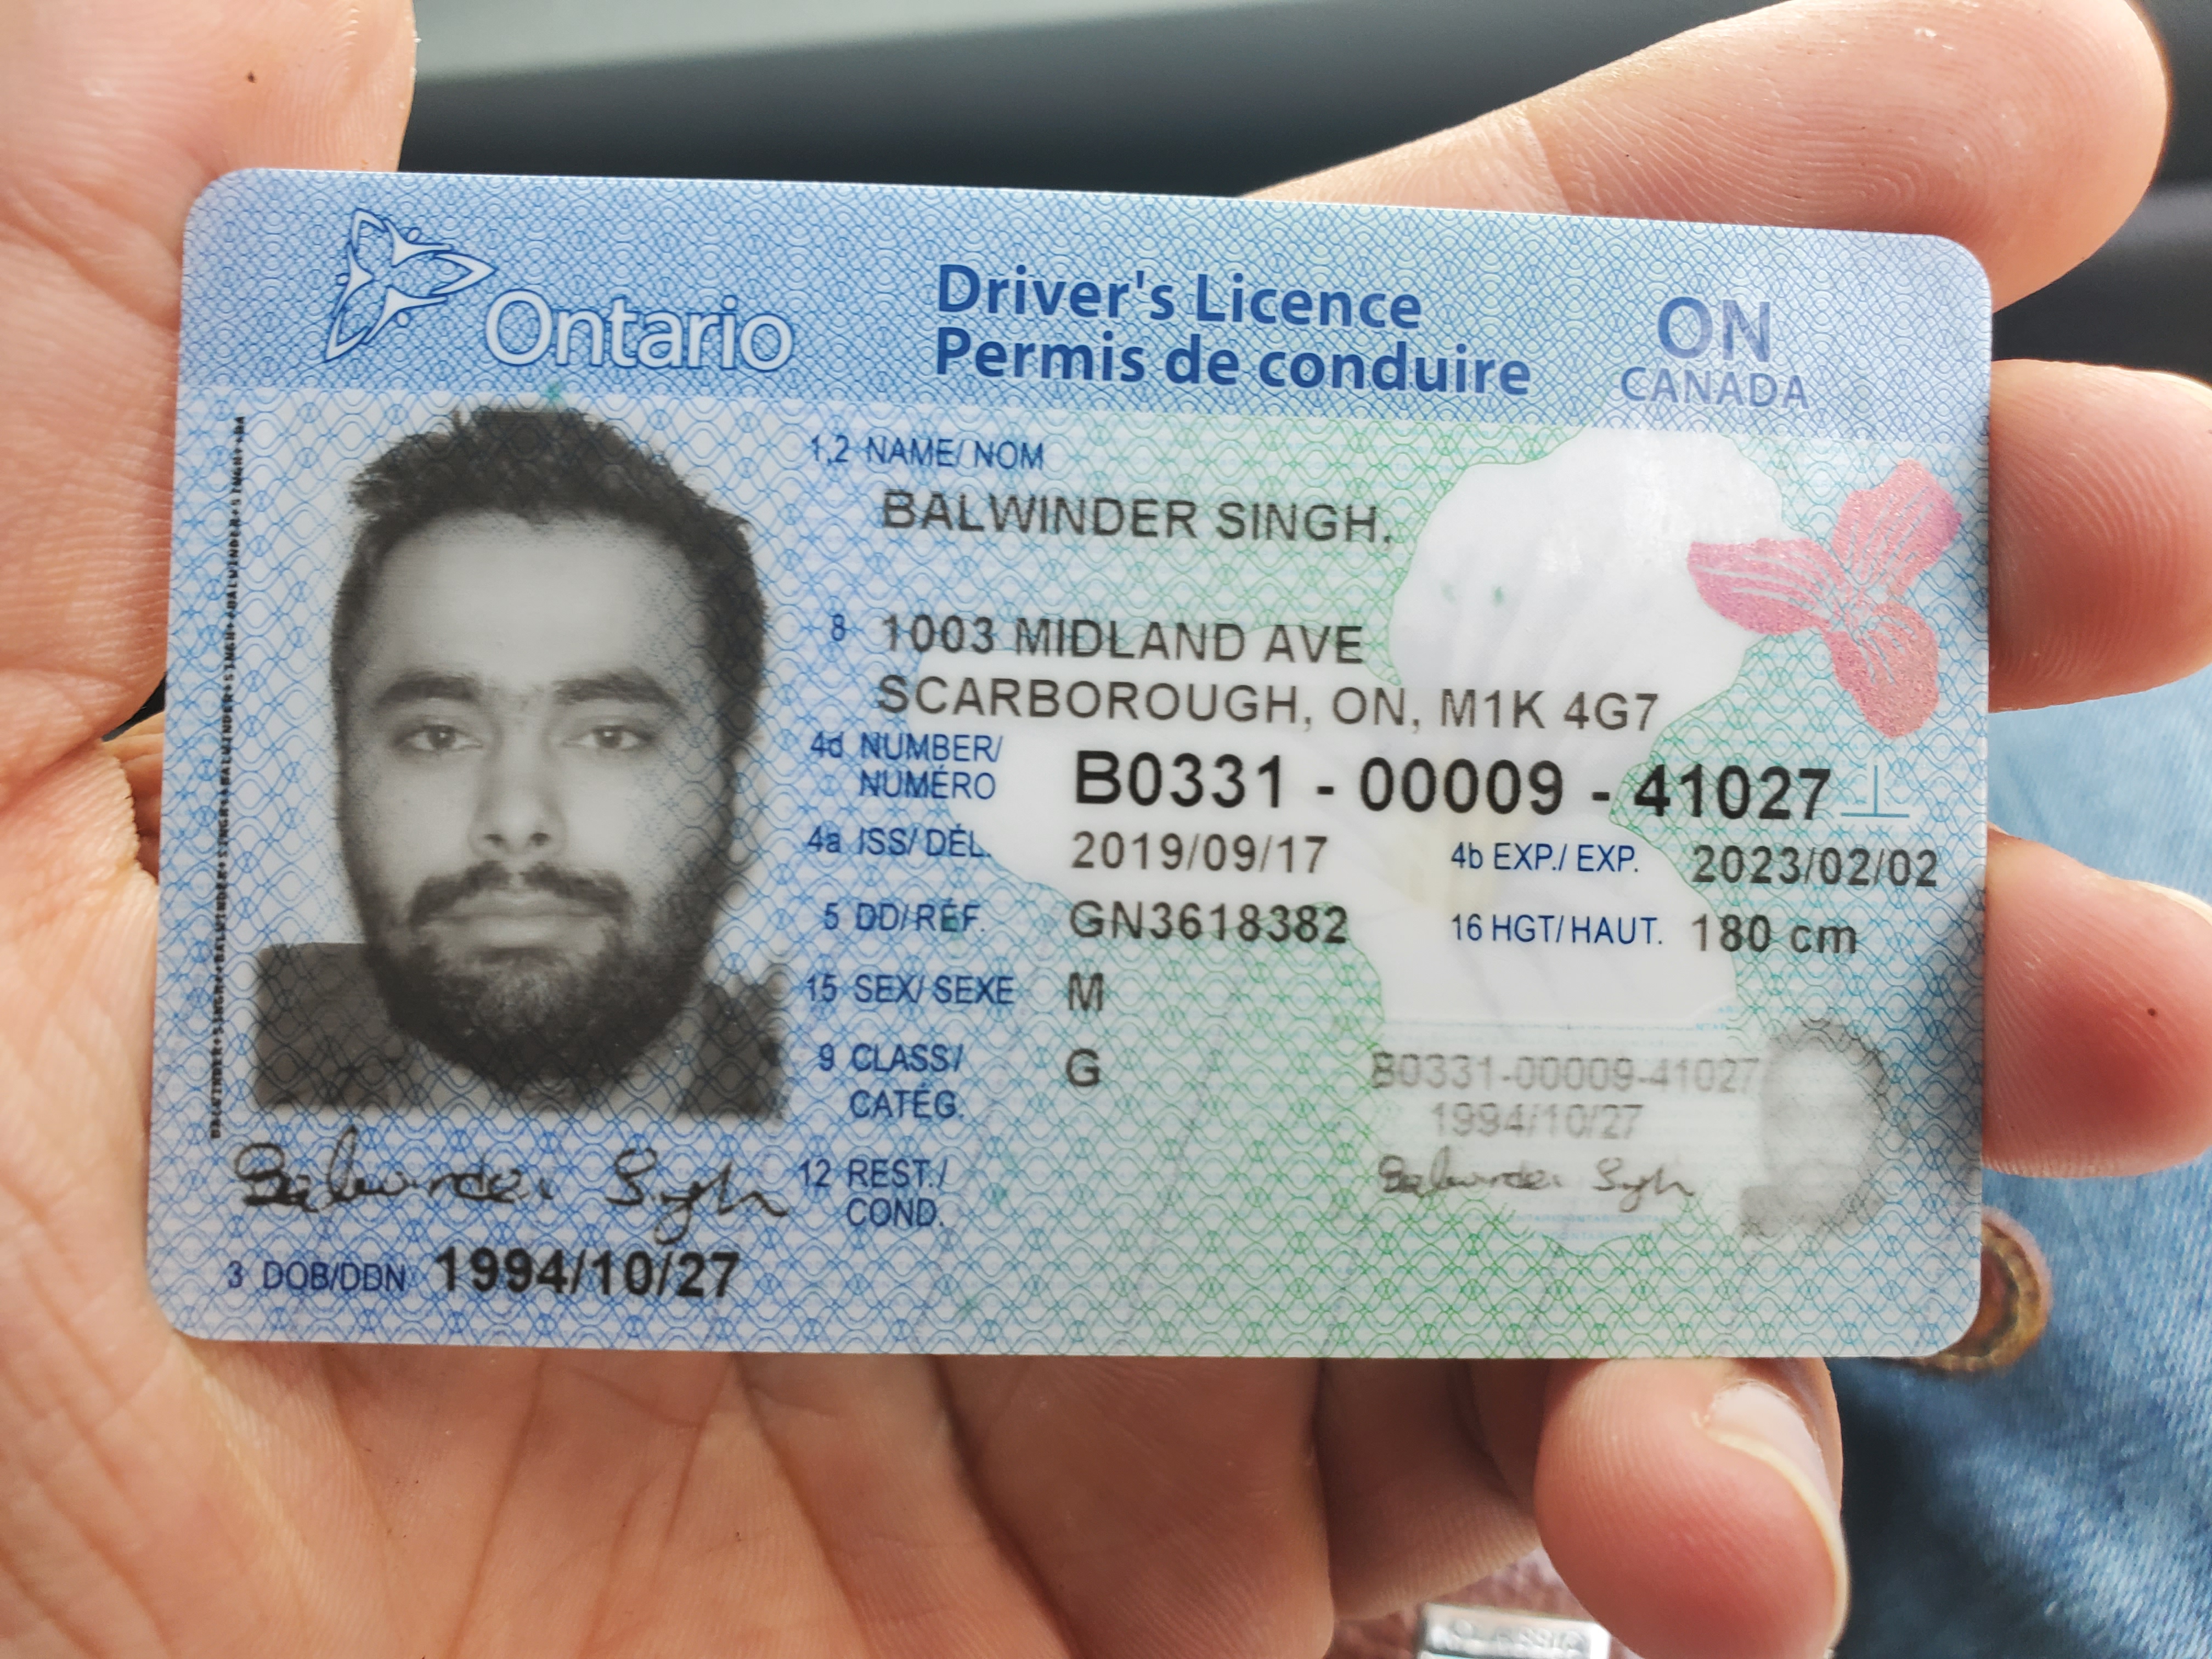 Ontario
Driver's Licence
Permis de conduire
ON
CANADA
1,2 NAME/ NOM
BALWINDER SINGH,
8 1003 MIDLAND AVE
SCARBOROUGH, ON, M1K 4G7
4d NUMBER/
NUMÉRO
B0331 - 00009 - 41027
4a ISS/ DÉL. 2019/09/17 4b EXP./ EXP. 2023/02/02
5 DD/ RÉF. GN3618382 16 HGT/ HAUT. 180 cm
15 SEX/ SEXE M
9 CLASS/
CATÉG.
G
B0331-00009-41027
1994/10/27
Balwinder Singh
12 REST./
COND.
Balwinder Singh
3 DOB/DDN 1994/10/27